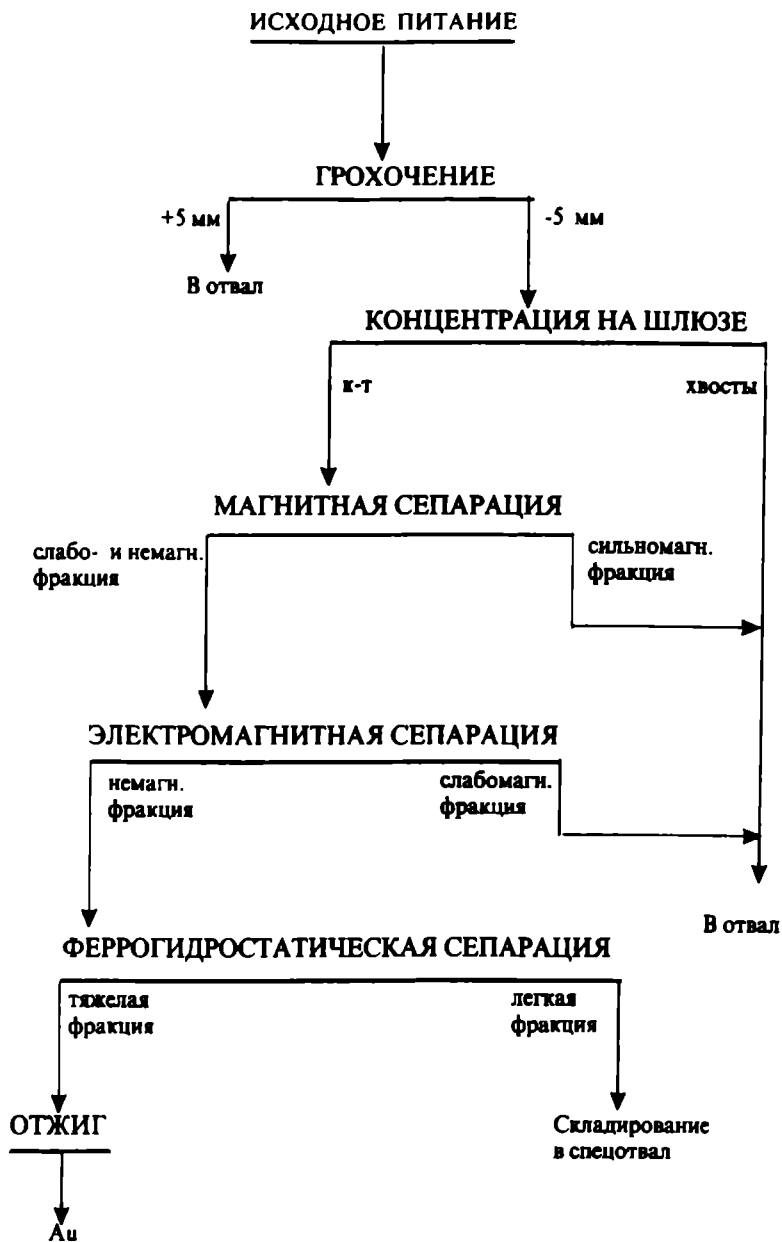 ИСХОДНОЕ ПИТАНИЕ
ГРОХОЧЕНИЕ
+5 мм
-5 мм
В отвал
КОНЦЕНТРАЦИЯ НА ШЛЮЗЕ
к-т
хвосты
МАГНИТНАЯ СЕПАРАЦИЯ
слабо- и немагн.
фракция
сильномагн.
фракция
ЭЛЕКТРОМАГНИТНАЯ СЕПАРАЦИЯ
немагн.
фракция
слабомагн.
фракция
В отвал
ФЕРРОГИДРОСТАТИЧЕСКАЯ СЕПАРАЦИЯ
тяжелая
фракция
легкая
фракция
ОТЖИГ
Складирование
в спецотвал
Au